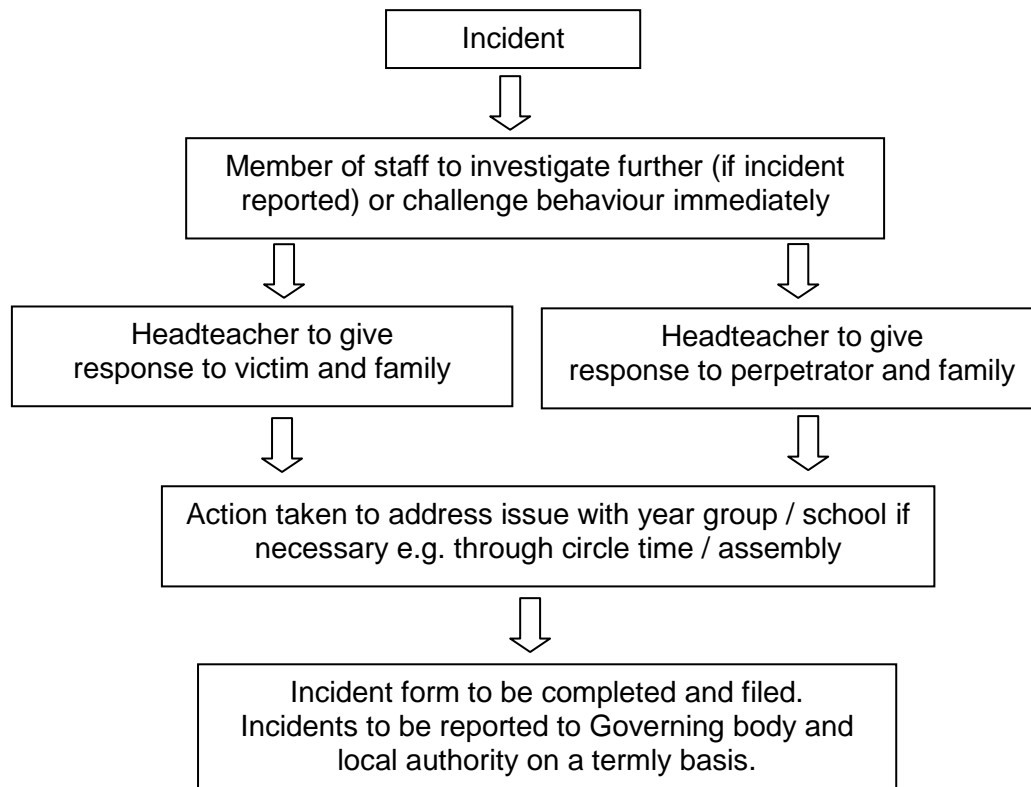 Incident
Member of staff to investigate further (if incident
reported) or challenge behaviour immediately
Headteacher to give
response to victim and family
Headteacher to give
response to perpetrator and family
Action taken to address issue with year group / school if
necessary e.g. through circle time / assembly
Incident form to be completed and filed.
Incidents to be reported to Governing body and
local authority on a termly basis.